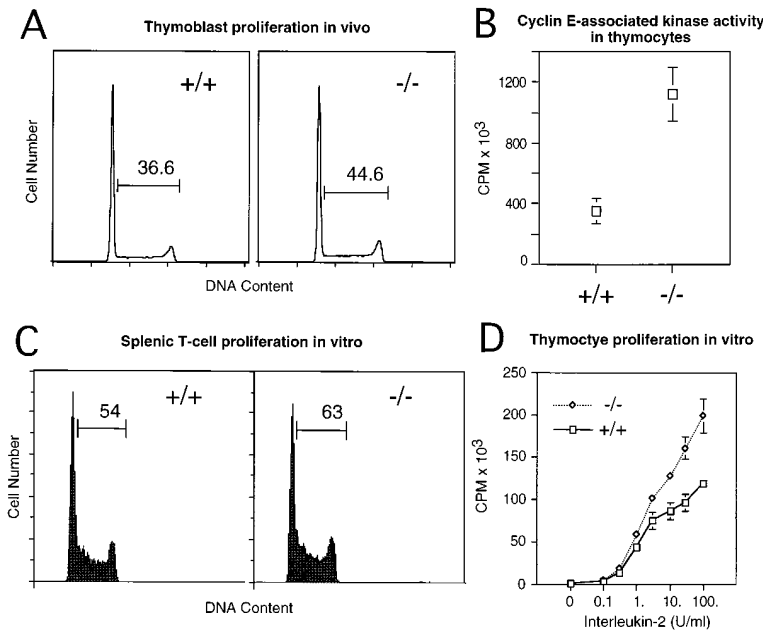 A
Thymoblast proliferation in vivo
+/+
-/-
36.6
44.6
Cell Number
DNA Content
B
Cyclin E-associated kinase activity
in thymocytes
1200
800
400
0
CPM x 10³
+/+
-/-
C
Splenic T-cell proliferation in vitro
54
+/+
63
-/-
Cell Number
DNA Content
D
Thymoctye proliferation in vitro
250
200
150
100
50
0
CPM x 10³
-/-
+/+
0 0.1 1. 10. 100.
Interleukin-2 (U/ml)